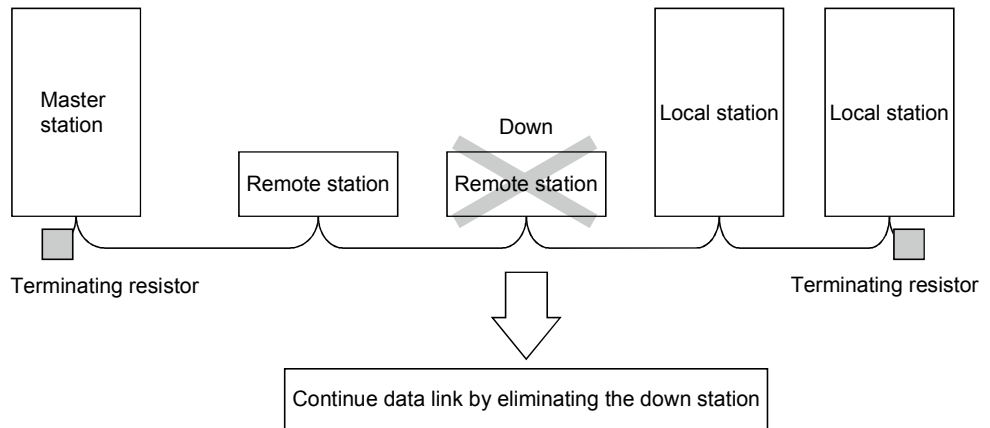 Master
station
Remote station
Down
Remote station
Local station
Local station
Terminating resistor
Terminating resistor
Continue data link by eliminating the down station